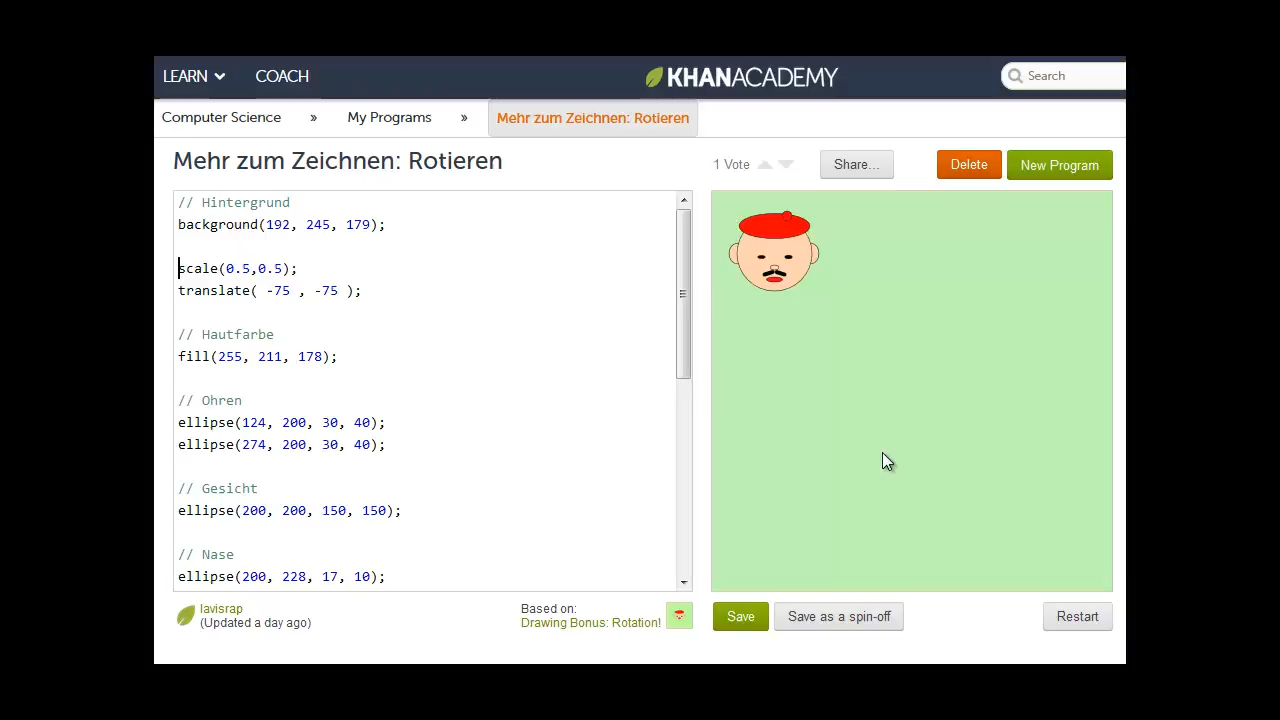 LEARN COACH KHANACADEMY Search
Computer Science » My Programs » Mehr zum Zeichnen: Rotieren
Mehr zum Zeichnen: Rotieren
1 Vote Share... Delete New Program
// Hintergrund
background(192, 245, 179);
scale(0.5,0.5);
translate( -75 , -75 );
// Hautfarbe
fill(255, 211, 178);
// Ohren
ellipse(124, 200, 30, 40);
ellipse(274, 200, 30, 40);
// Gesicht
ellipse(200, 200, 150, 150);
// Nase
ellipse(200, 228, 17, 10);
lavisrap
(Updated a day ago)
Based on:
Drawing Bonus: Rotation!
Save Save as a spin-off Restart